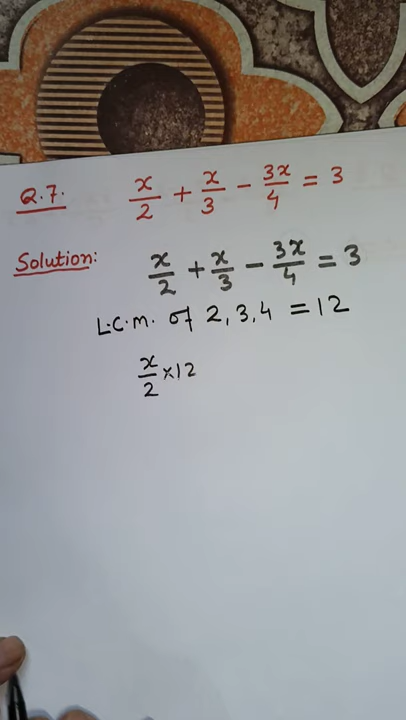 Q.7. x/2 + x/3 - 3x/4 = 3
Solution: x/2 + x/3 - 3x/4 = 3
L.C.M. of 2, 3, 4 = 12
x/2 × 12